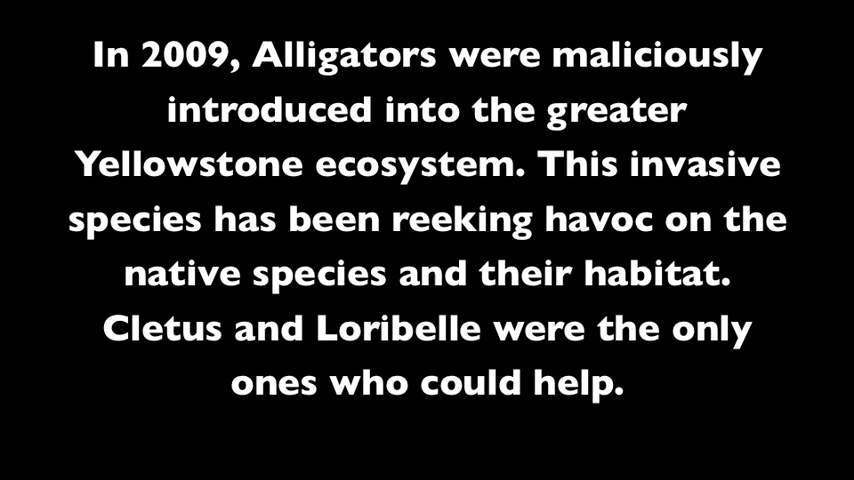 In 2009, Alligators were maliciously
introduced into the greater
Yellowstone ecosystem. This invasive
species has been reeking havoc on the
native species and their habitat.
Cletus and Loribelle were the only
ones who could help.